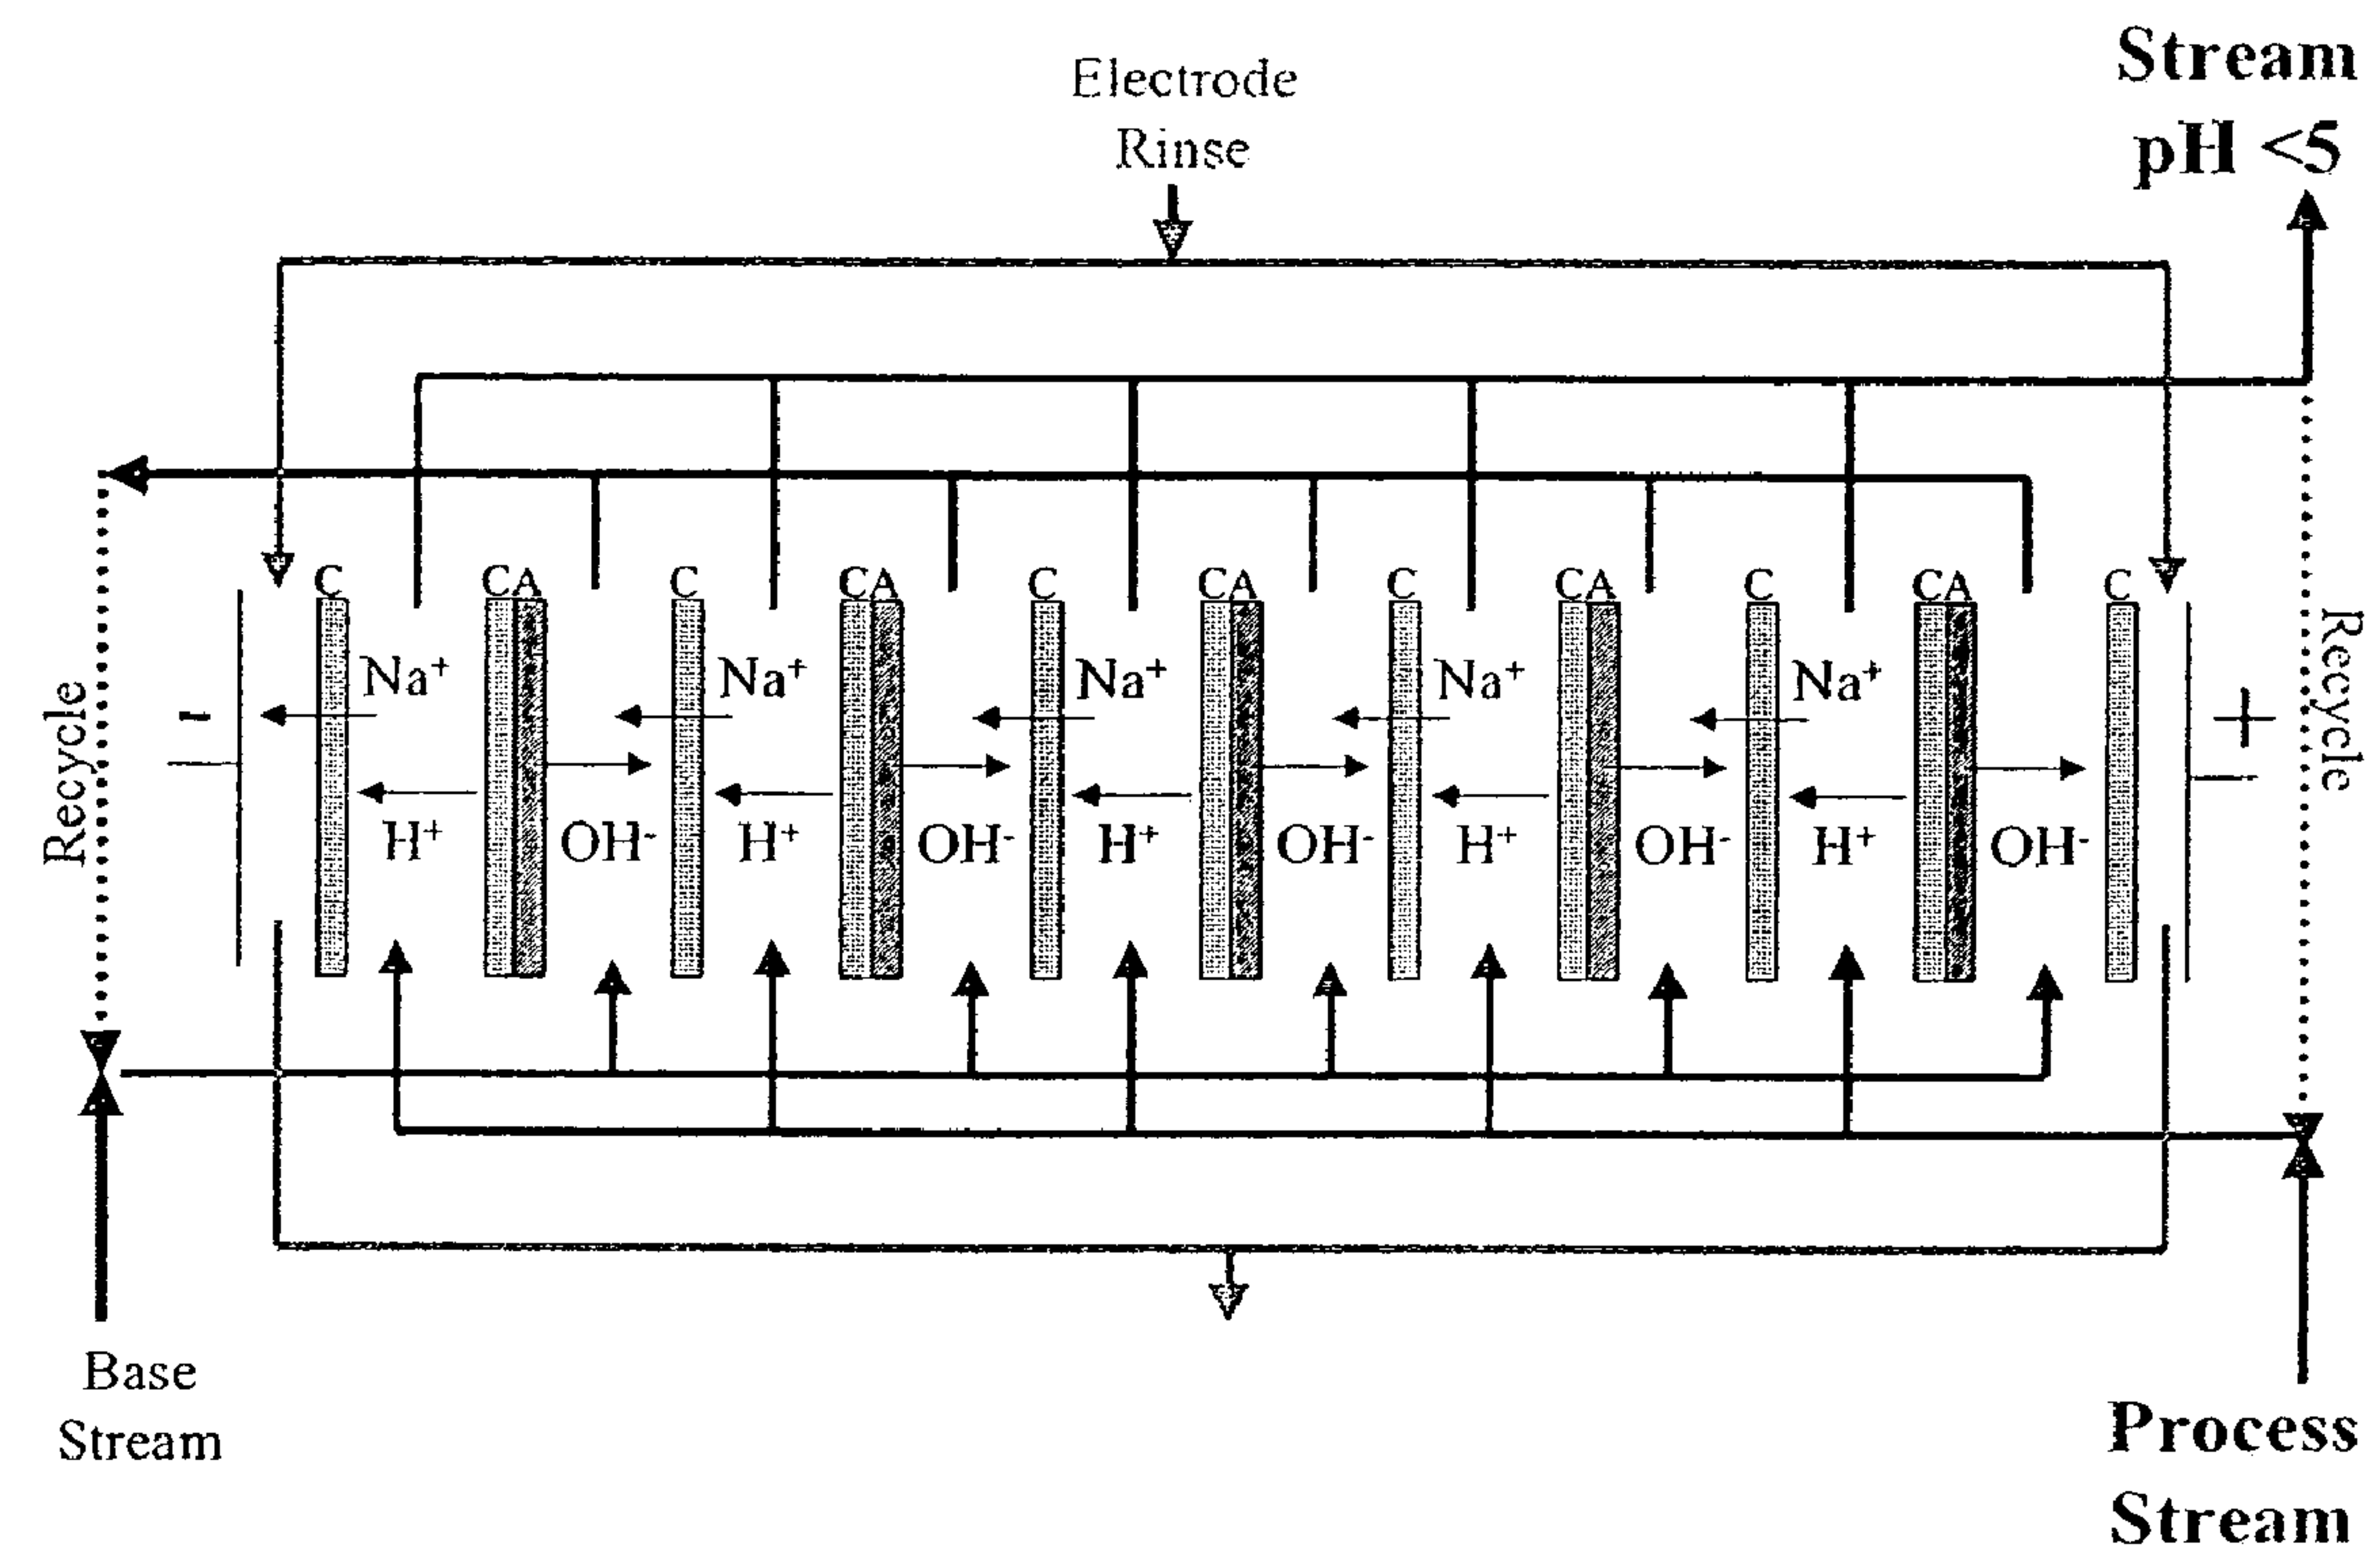 Electrode
Rinse
Stream
pH <5
C CA C CA C CA C CA C CA C
Na⁺ Na⁺ Na⁺ Na⁺ Na⁺
- +
H⁺ OH⁻ H⁺ OH⁻ H⁺ OH⁻ H⁺ OH⁻ H⁺ OH⁻
Recycle
Recycle
Base
Stream
Process
Stream